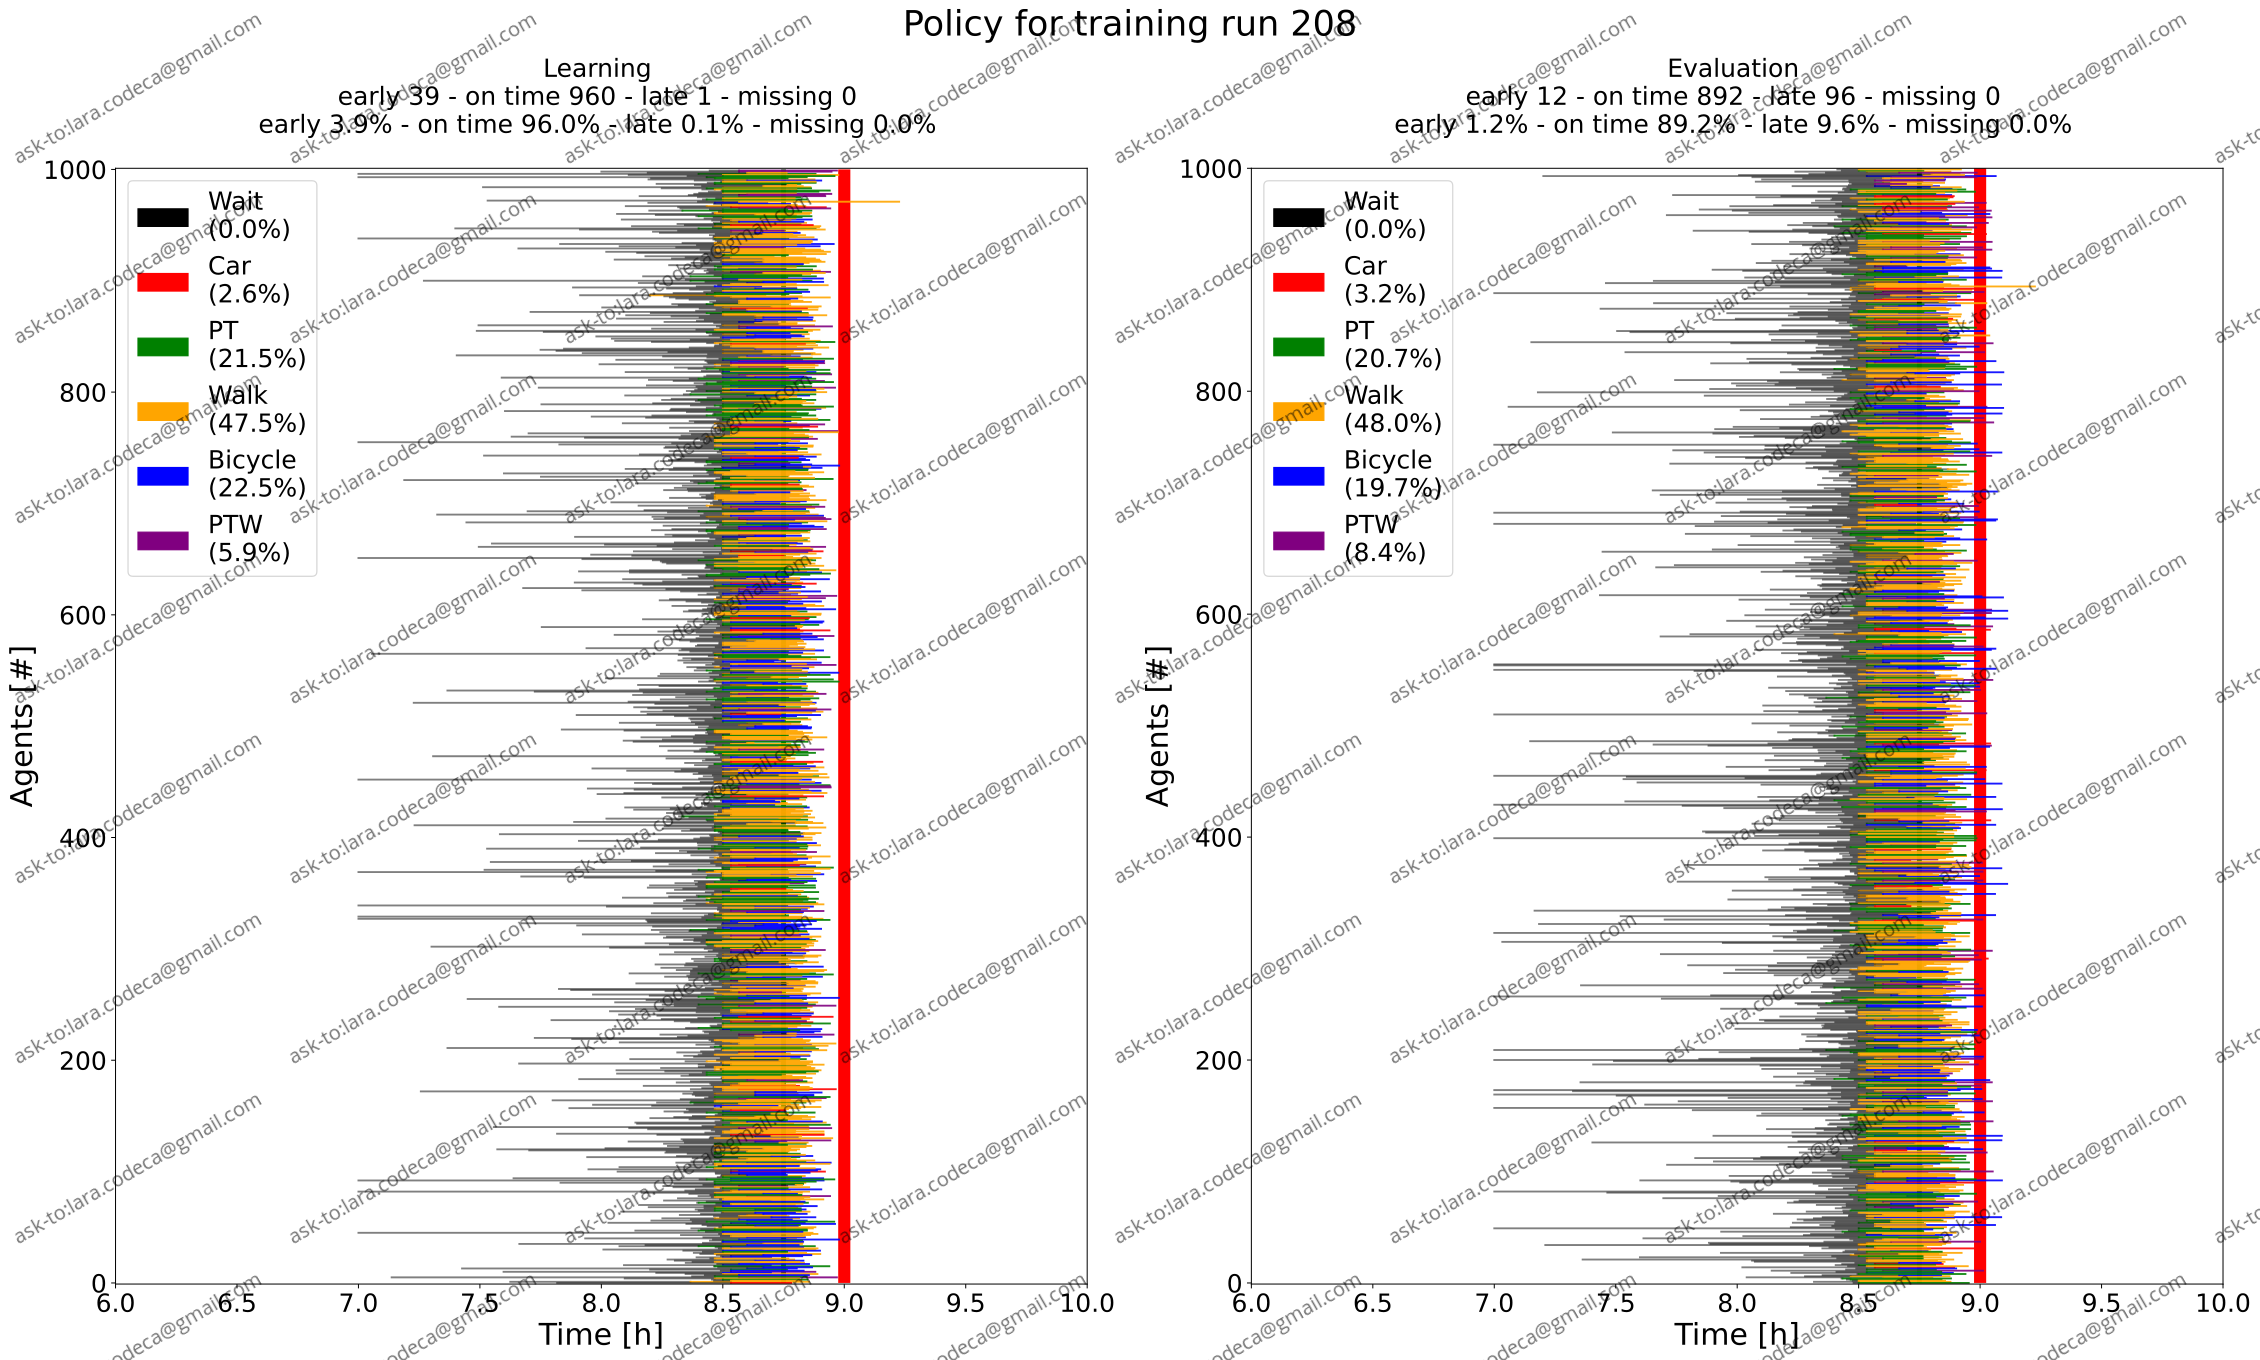 Policy for training run 208
Learning
early 39 - on time 960 - late 1 - missing 0
early 3.9% - on time 96.0% - late 0.1% - missing 0.0%
Agents [#]
1000
800
600
400
200
0
Wait
(0.0%)
Car
(2.6%)
PT
(21.5%)
Walk
(47.5%)
Bicycle
(22.5%)
PTW
(5.9%)
6.0 6.5 7.0 7.5 8.0 8.5 9.0 9.5 10.0
Time [h]
Evaluation
early 12 - on time 892 - late 96 - missing 0
early 1.2% - on time 89.2% - late 9.6% - missing 0.0%
Agents [#]
1000
800
600
400
200
0
Wait
(0.0%)
Car
(3.2%)
PT
(20.7%)
Walk
(48.0%)
Bicycle
(19.7%)
PTW
(8.4%)
6.0 6.5 7.0 7.5 8.0 8.5 9.0 9.5 10.0
Time [h]
ask-to:lara.codeca@gmail.com